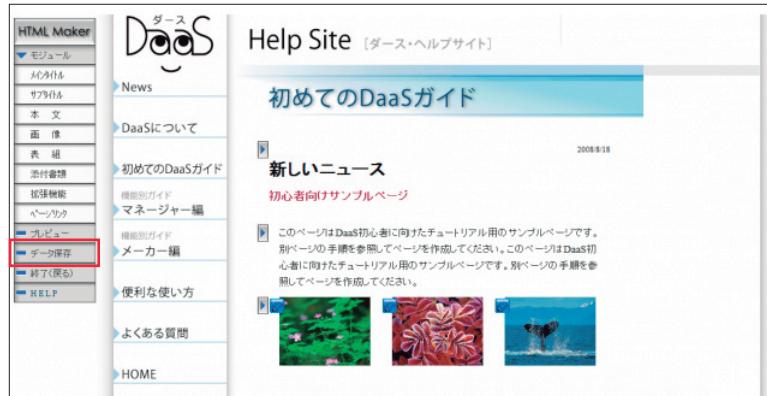 HTML Maker
モジュール
メインタイトル
サブタイトル
本 文
画 像
表 組
添付書類
拡張機能
ページリンク
プレビュー
データ保存
終了(戻る)
HELP
ダース
DaaS
News
DaaSについて
初めてのDaaSガイド
機能別ガイド
マネージャー編
機能別ガイド
メーカー編
便利な使い方
よくある質問
HOME
Help Site [ダース・ヘルプサイト]
初めてのDaaSガイド
2008/8/18
新しいニュース
初心者向けサンプルページ
このページはDaaS初心者に向けたチュートリアル用のサンプルページです。
別ページの手順を参照してページを作成してください。このページはDaaS初
心者に向けたチュートリアル用のサンプルページです。別ページの手順を参
照してページを作成してください。